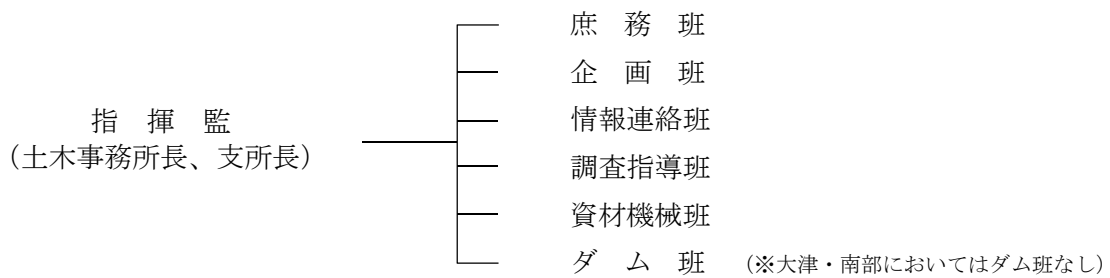 庶　務　班
企　画　班
情報連絡班
指　揮　監
（土木事務所長、支所長）
調査指導班
資材機械班
ダ　ム　班　（※大津・南部においてはダム班なし）